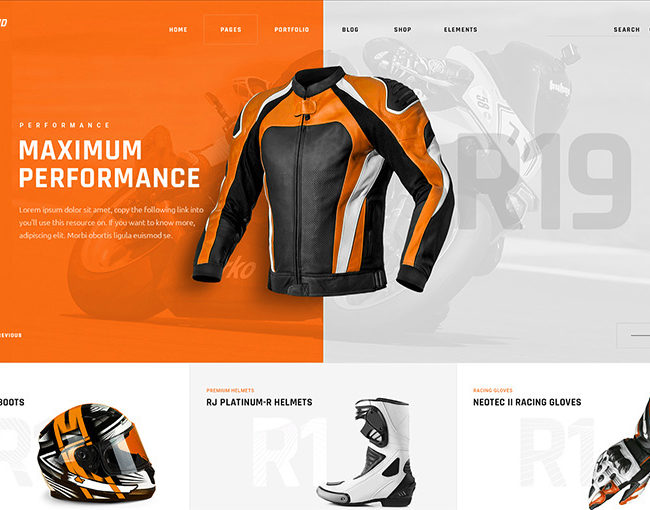 HOME
PAGES
PORTFOLIO
BLOG
SHOP
ELEMENTS
SEARCH
PERFORMANCE
MAXIMUM
PERFORMANCE
Lorem ipsum dolor sit amet, copy the following link into
you'll use this resource on. If you want to know more,
adipiscing elit. Morbi obortis ligula euismod se.
R19
REVIOUS
BOOTS
PREMIUM HELMETS
RJ PLATINUM-R HELMETS
R1
RACING GLOVES
NEOTEC II RACING GLOVES
R1